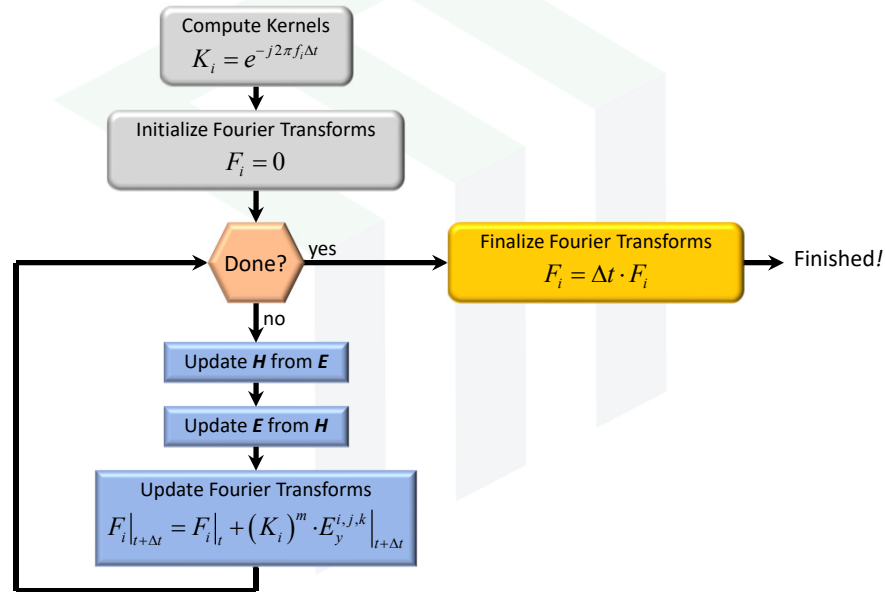 Compute Kernels
K_i = e^{-j2πf_iΔt}
Initialize Fourier Transforms
F_i = 0
Done?
yes
Finalize Fourier Transforms
F_i = Δt · F_i
Finished!
no
Update H from E
Update E from H
Update Fourier Transforms
F_i|_{t+Δt} = F_i|_t + (K_i)^m · E_y^{i,j,k}|_{t+Δt}